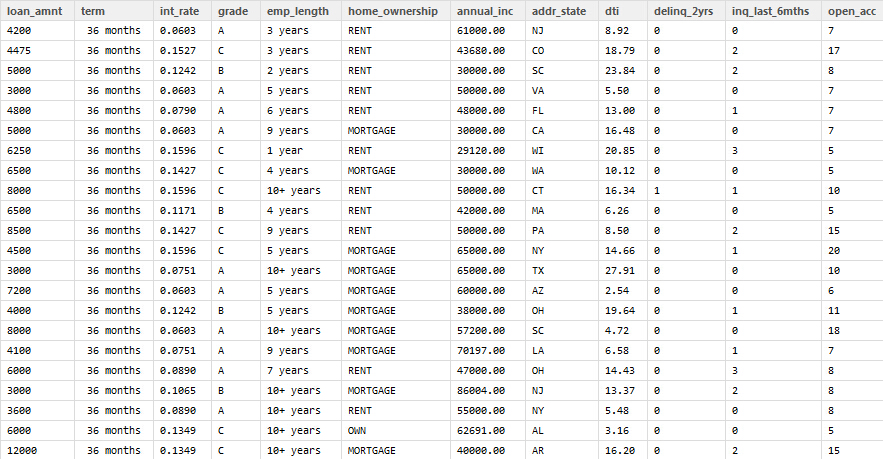 loan_amnt term int_rate grade emp_length home_ownership annual_inc addr_state dti delinq_2yrs inq_last_6mths open_acc
4200 36 months 0.0603 A 3 years RENT 61000.00 NJ 8.92 0 0 7
4475 36 months 0.1527 C 3 years RENT 43680.00 CO 18.79 0 2 17
5000 36 months 0.1242 B 2 years RENT 30000.00 SC 23.84 0 2 8
3000 36 months 0.0603 A 5 years RENT 50000.00 VA 5.50 0 0 7
4800 36 months 0.0790 A 6 years RENT 48000.00 FL 13.00 0 1 7
5000 36 months 0.0603 A 9 years MORTGAGE 30000.00 CA 16.48 0 0 7
6250 36 months 0.1596 C 1 year RENT 29120.00 WI 20.85 0 3 5
6500 36 months 0.1427 C 4 years MORTGAGE 30000.00 WA 10.12 0 0 5
8000 36 months 0.1596 C 10+ years RENT 50000.00 CT 16.34 1 1 10
6500 36 months 0.1171 B 4 years RENT 42000.00 MA 6.26 0 0 5
8500 36 months 0.1427 C 9 years RENT 50000.00 PA 8.50 0 2 15
4500 36 months 0.1596 C 5 years MORTGAGE 65000.00 NY 14.66 0 1 20
3000 36 months 0.0751 A 10+ years MORTGAGE 65000.00 TX 27.91 0 0 10
7200 36 months 0.0603 A 5 years MORTGAGE 60000.00 AZ 2.54 0 0 6
4000 36 months 0.1242 B 5 years MORTGAGE 38000.00 OH 19.64 0 1 11
8000 36 months 0.0603 A 10+ years MORTGAGE 57200.00 SC 4.72 0 0 18
4100 36 months 0.0751 A 9 years MORTGAGE 70197.00 LA 6.58 0 1 7
6000 36 months 0.0890 A 7 years RENT 47000.00 OH 14.43 0 3 8
3000 36 months 0.1065 B 10+ years MORTGAGE 86004.00 NJ 13.37 0 2 8
3600 36 months 0.0890 A 10+ years RENT 55000.00 NY 5.48 0 0 8
6000 36 months 0.1349 C 10+ years OWN 62691.00 AL 3.16 0 0 5
12000 36 months 0.1349 C 10+ years MORTGAGE 40000.00 AR 16.20 0 2 15